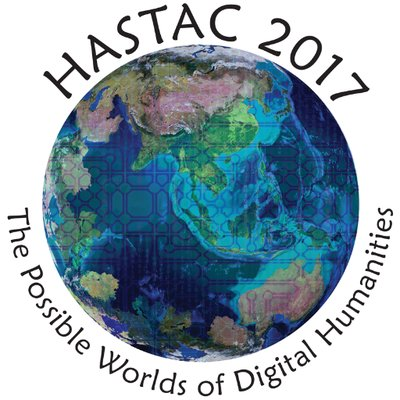 HASTAC 2017
The Possible Worlds of Digital Humanities